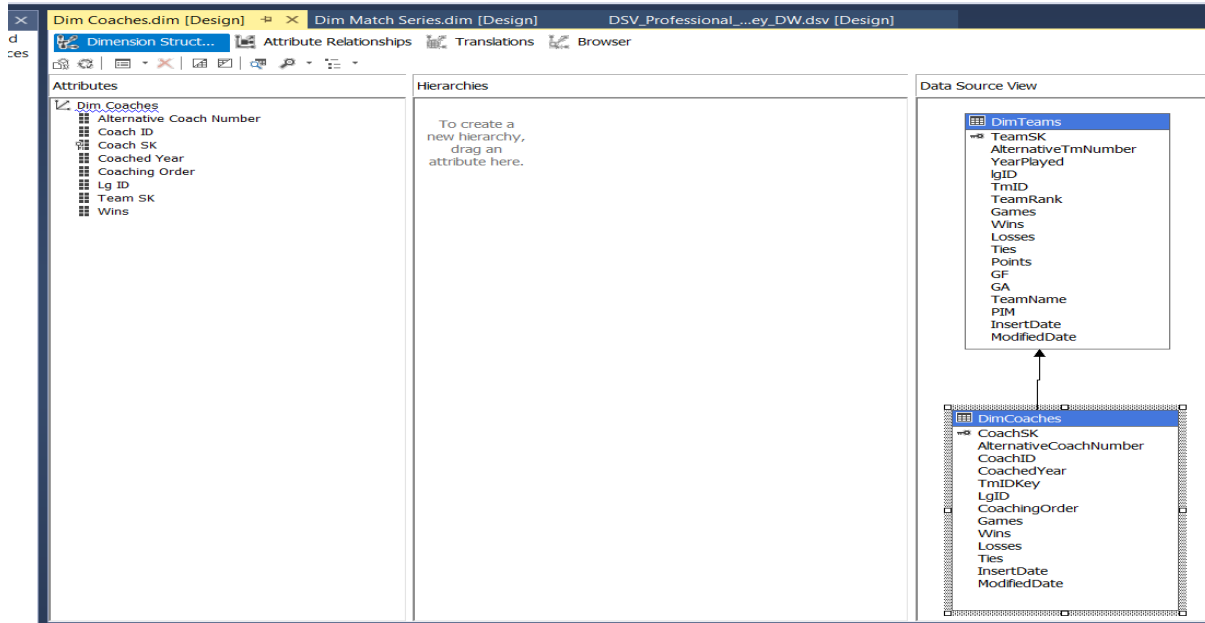 Dim Coaches.dim [Design]
Dim Match Series.dim [Design]
DSV_Professional_...ey_DW.dsv [Design]
d
ces
Dimension Struct...
Attribute Relationships
Translations
Browser
Attributes
Dim Coaches
Alternative Coach Number
Coach ID
Coach SK
Coached Year
Coaching Order
Lg ID
Team SK
Wins
Hierarchies
To create a
new hierarchy,
drag an
attribute here.
Data Source View
DimTeams
TeamSK
AlternativeTmNumber
YearPlayed
lgID
TmID
TeamRank
Games
Wins
Losses
Ties
Points
GF
GA
TeamName
PIM
InsertDate
ModifiedDate
DimCoaches
CoachSK
AlternativeCoachNumber
CoachID
CoachedYear
TmIDKey
LgID
CoachingOrder
Games
Wins
Losses
Ties
InsertDate
ModifiedDate